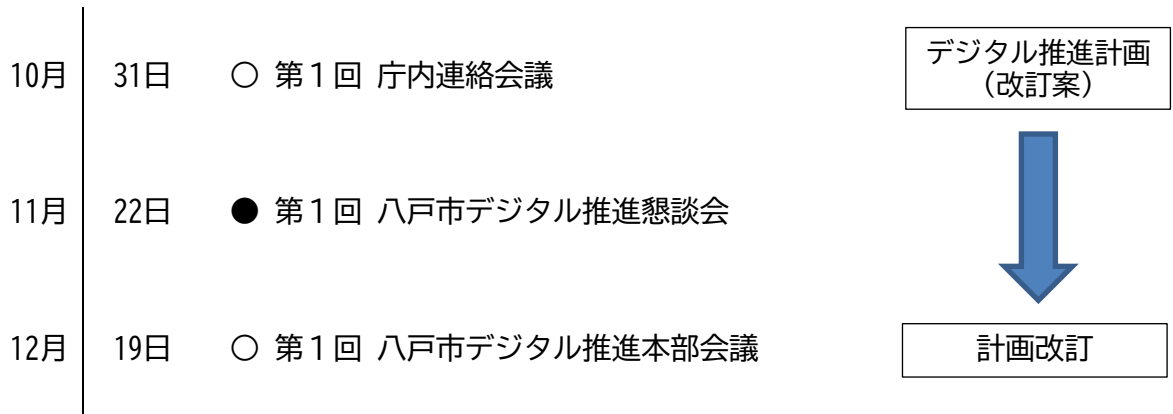 10月 31日 ○ 第１回 庁内連絡会議
デジタル推進計画
（改訂案）
11月 22日 ● 第１回 八戸市デジタル推進懇談会
12月 19日 ○ 第１回 八戸市デジタル推進本部会議
計画改訂